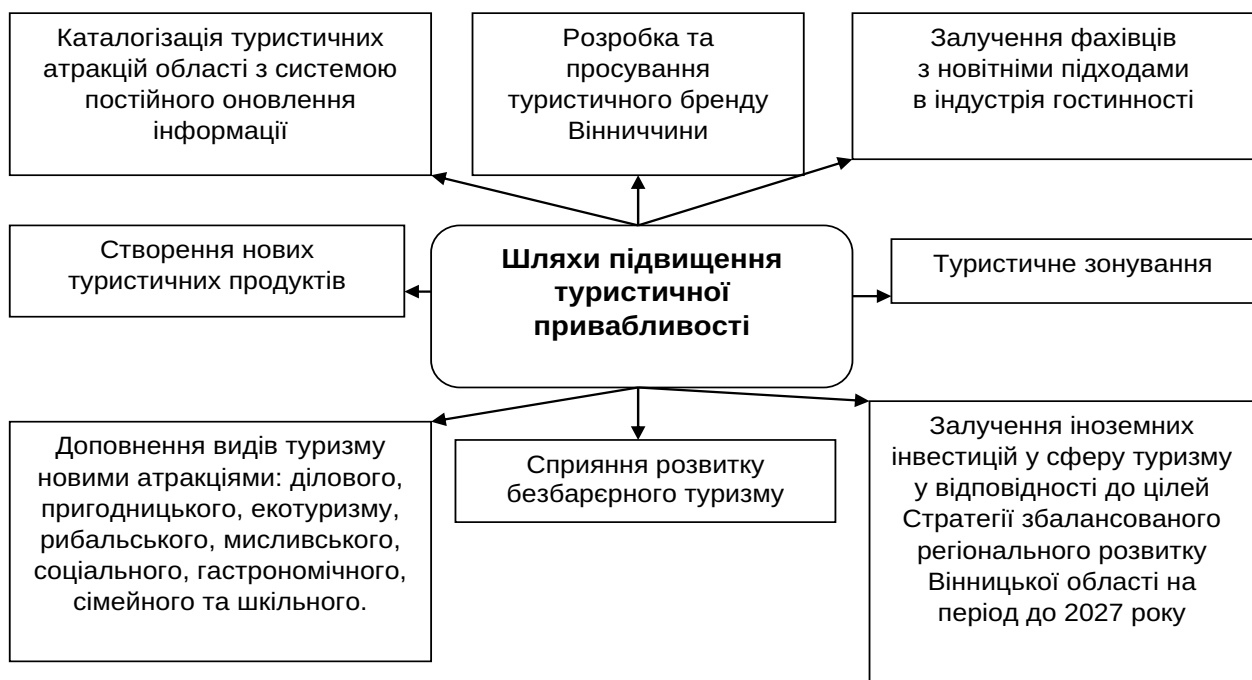 Каталогізація туристичних
атракцій області з системою
постійного оновлення
інформації
Розробка та
просування
туристичного бренду
Вінниччини
Залучення фахівців
з новітніми підходами
в індустрія гостинності
Створення нових
туристичних продуктів
Шляхи підвищення
туристичної
привабливості
Туристичне зонування
Доповнення видів туризму
новими атракціями: ділового,
пригодницького, екотуризму,
рибальського, мисливського,
соціального, гастрономічного,
сімейного та шкільного.
Сприяння розвитку
безбарєрного туризму
Залучення іноземних
інвестицій у сферу туризму
у відповідності до цілей
Стратегії збалансованого
регіонального розвитку
Вінницької області на
період до 2027 року